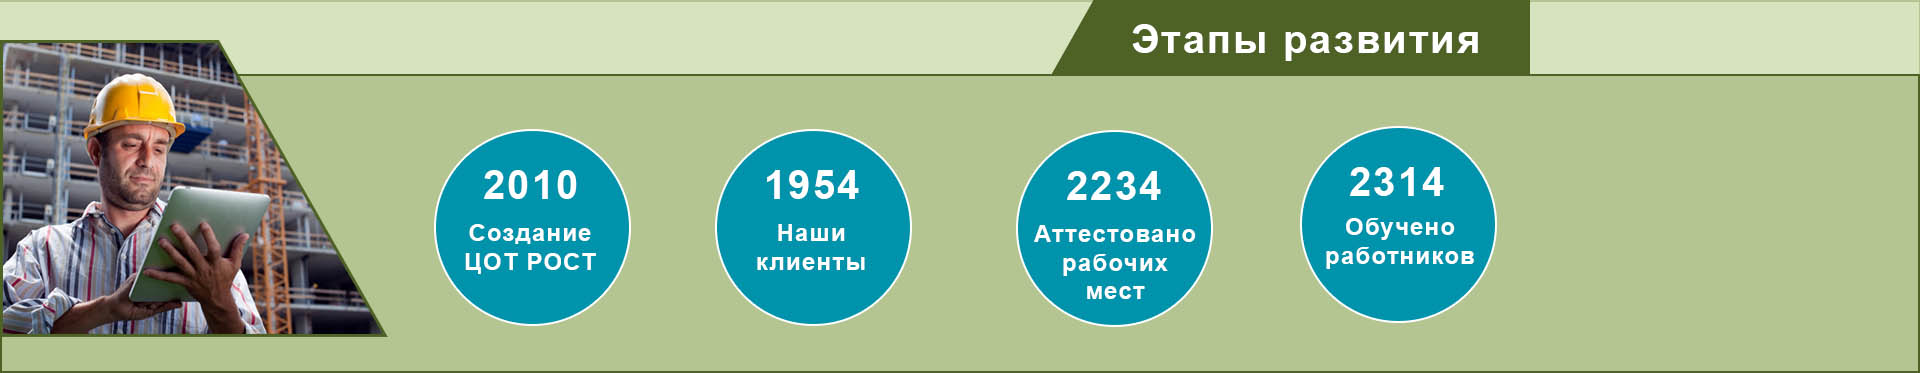 Этапы развития
2010
Создание
ЦОТ РОСТ
1954
Наши
клиенты
2234
Аттестовано
рабочих
мест
2314
Обучено
работников